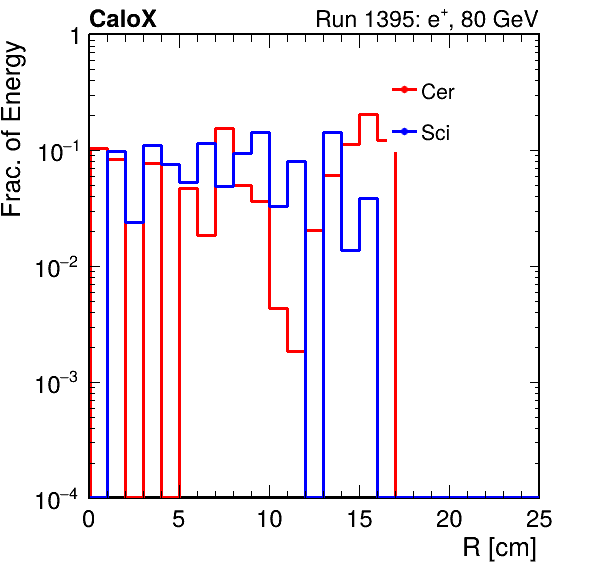 CaloX Run 1395: e⁺, 80 GeV
Frac. of Energy
1
10⁻¹
10⁻²
10⁻³
10⁻⁴
Cer
Sci
0 5 10 15 20 25
R [cm]